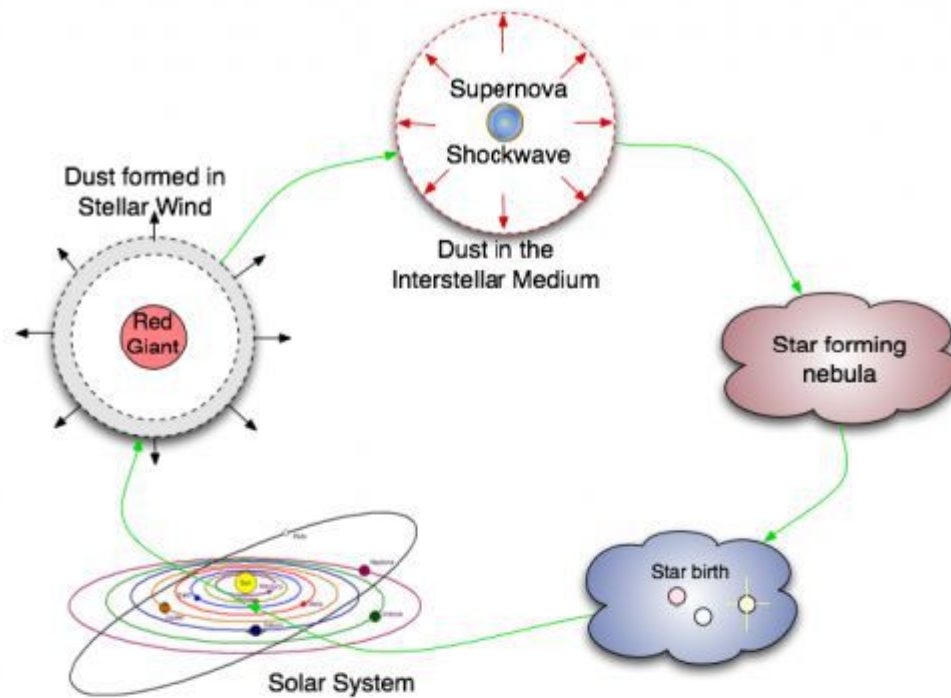 Supernova
Shockwave
Dust in the
Interstellar Medium
Dust formed in
Stellar Wind
Red
Giant
Star forming
nebula
Star birth
Solar System